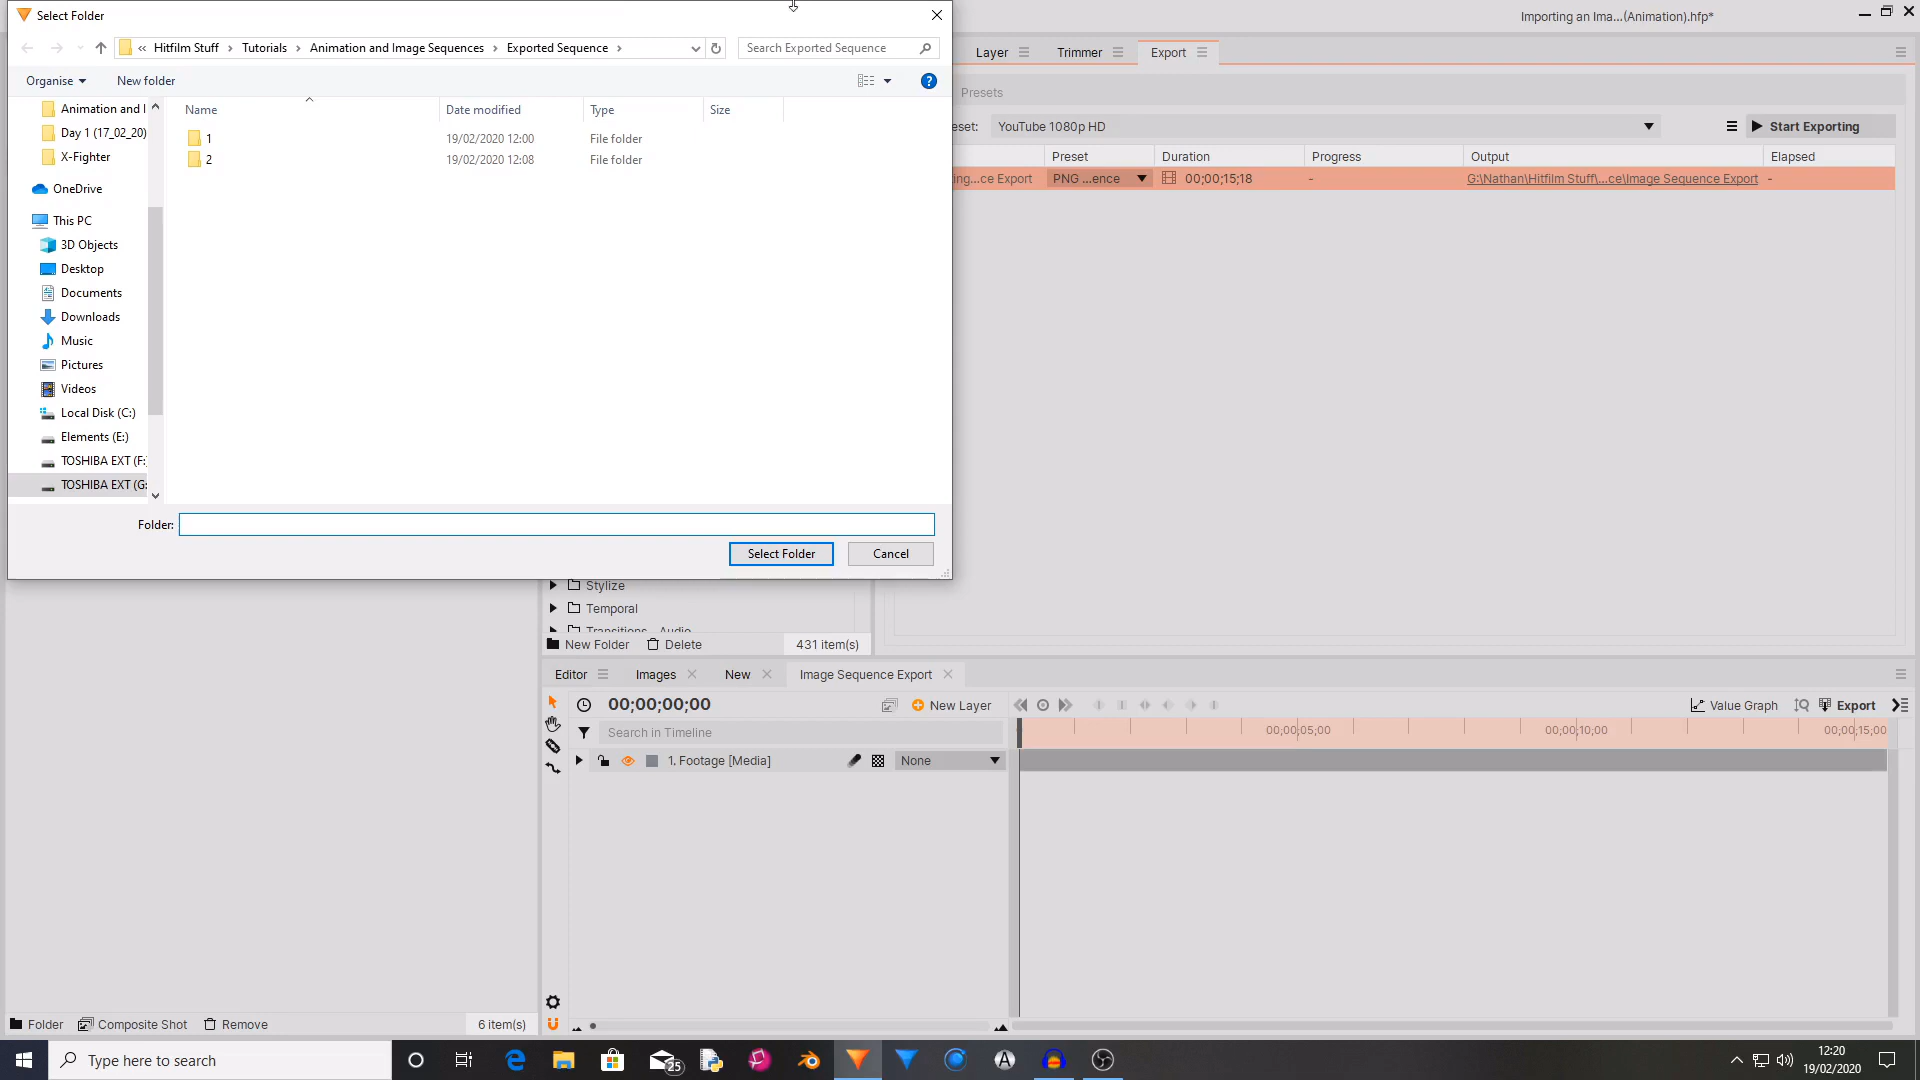 Select Folder
Importing an Ima...(Animation).hfp*
« Hitfilm Stuff › Tutorials › Animation and Image Sequences › Exported Sequence ›
Search Exported Sequence
Layer
Trimmer
Export
Organise
New folder
Presets
Name
Date modified
Type
Size
Animation and I
Day 1 (17_02_20)
X-Fighter
OneDrive
This PC
3D Objects
Desktop
Documents
Downloads
Music
Pictures
Videos
Local Disk (C:)
Elements (E:)
TOSHIBA EXT (F:
TOSHIBA EXT (G:
1 19/02/2020 12:00 File folder
2 19/02/2020 12:08 File folder
Folder:
Select Folder
Cancel
eset: YouTube 1080p HD
Start Exporting
Preset Duration Progress Output Elapsed
ing...ce Export PNG ...ence 00;00;15;18 - G:\Nathan\Hitfilm Stuff\...ce\Image Sequence Export -
Stylize
Temporal
Transitions - Audio
New Folder
Delete
431 item(s)
Editor
Images
New
Image Sequence Export
00;00;00;00
New Layer
Value Graph
Export
Search in Timeline
00;00;05;00
00;00;10;00
00;00;15;00
1. Footage [Media]
None
Folder
Composite Shot
Remove
6 item(s)
Type here to search
25
12:20
19/02/2020